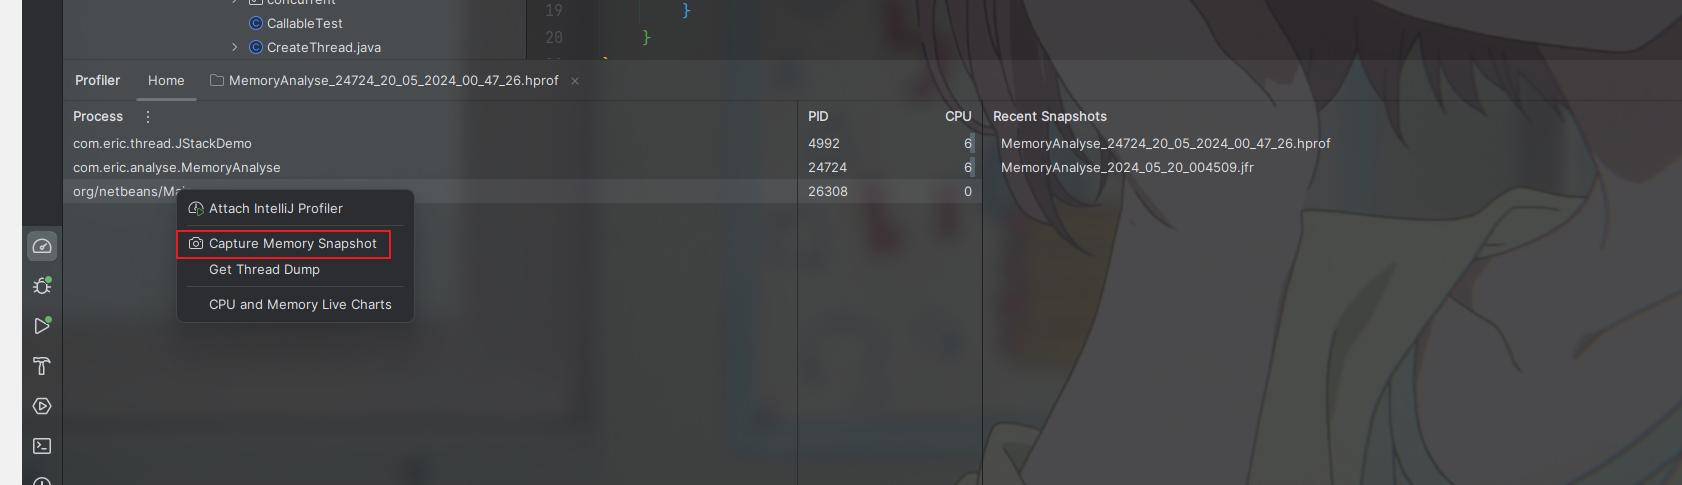 concurrent
CallableTest
CreateThread.java
19 }
20 }
Profiler Home MemoryAnalyse_24724_20_05_2024_00_47_26.hprof ×
Process PID CPU Recent Snapshots
com.eric.thread.JStackDemo 4992 6 MemoryAnalyse_24724_20_05_2024_00_47_26.hprof
com.eric.analyse.MemoryAnalyse 24724 6 MemoryAnalyse_2024_05_20_004509.jfr
org/netbeans/Mai 26308 0
Attach IntelliJ Profiler
Capture Memory Snapshot
Get Thread Dump
CPU and Memory Live Charts